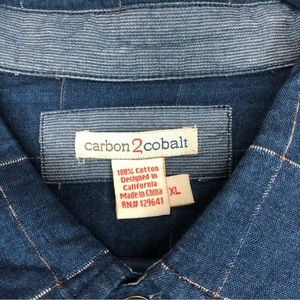 carbon2cobalt
100% Cotton
Designed in
California
Made in China
RN# 129641
XL